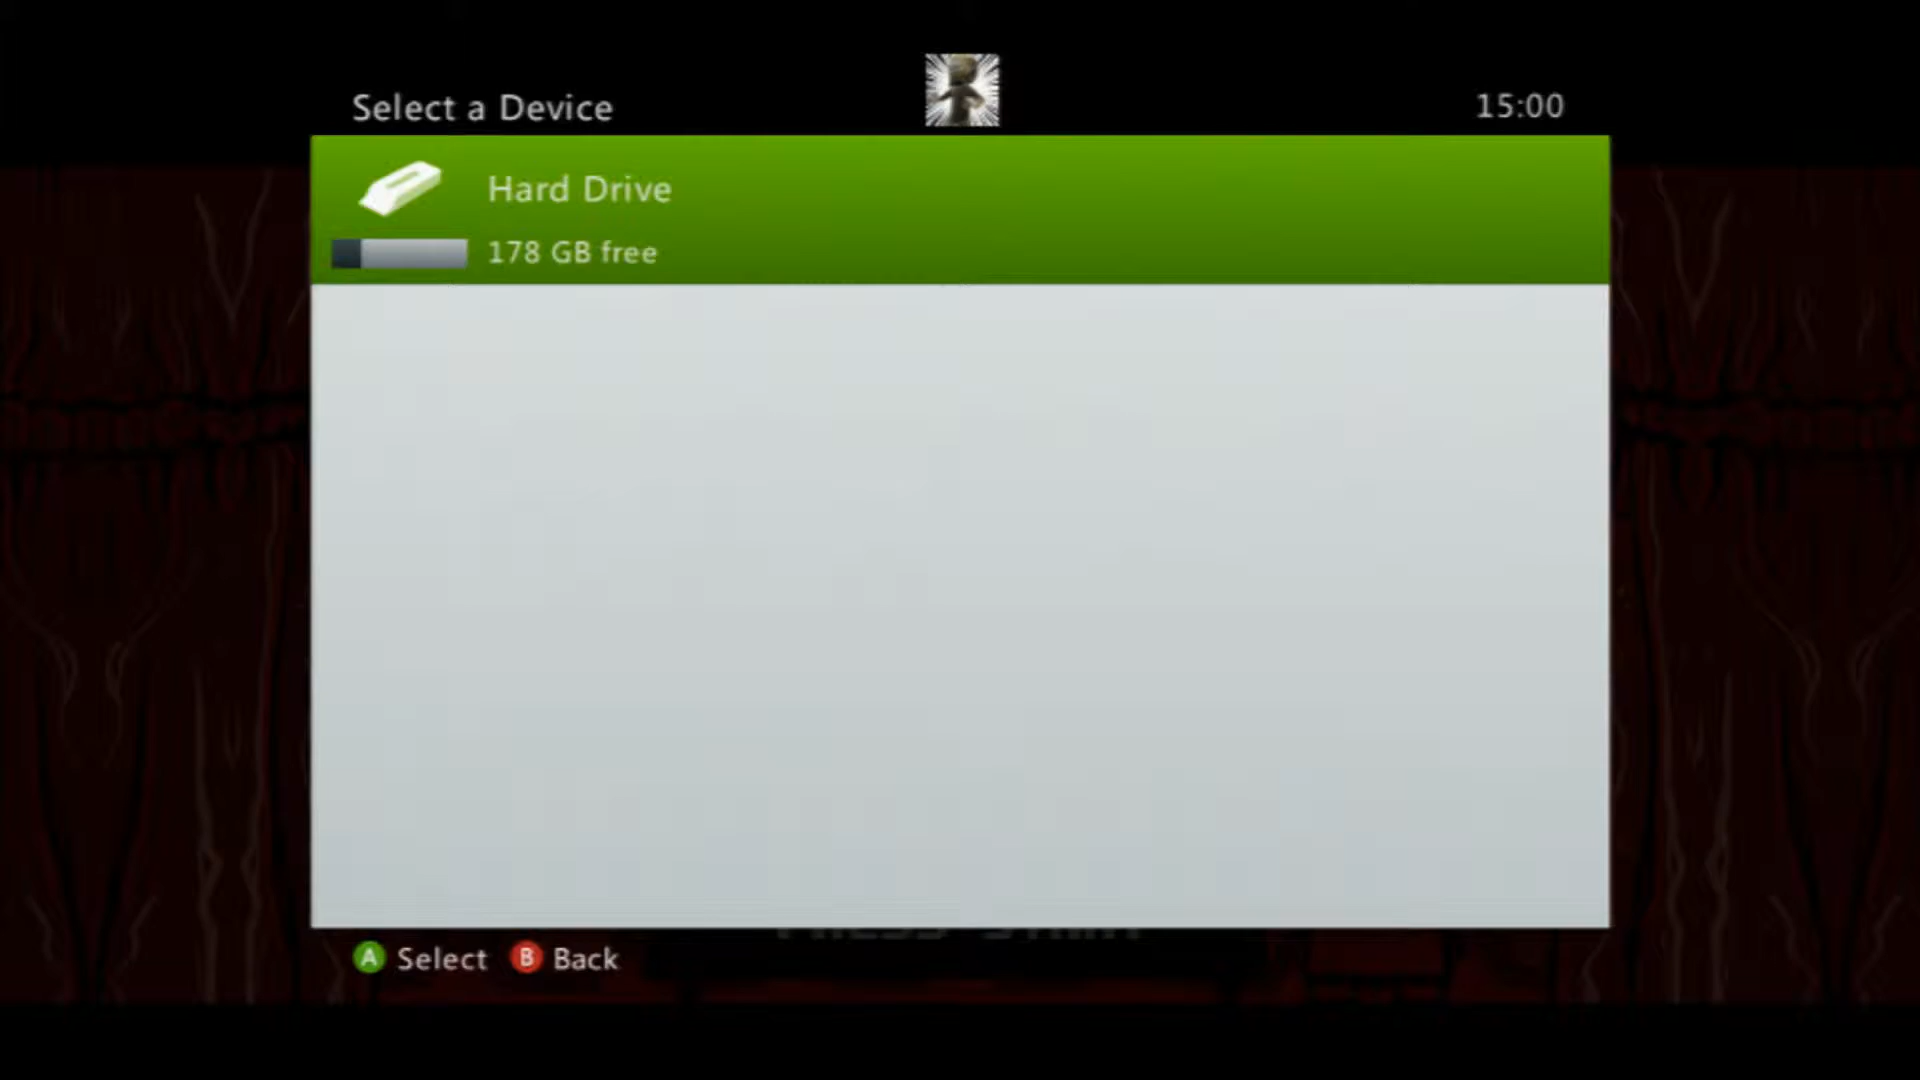 Select a Device
15:00
Hard Drive
178 GB free
A Select B Back